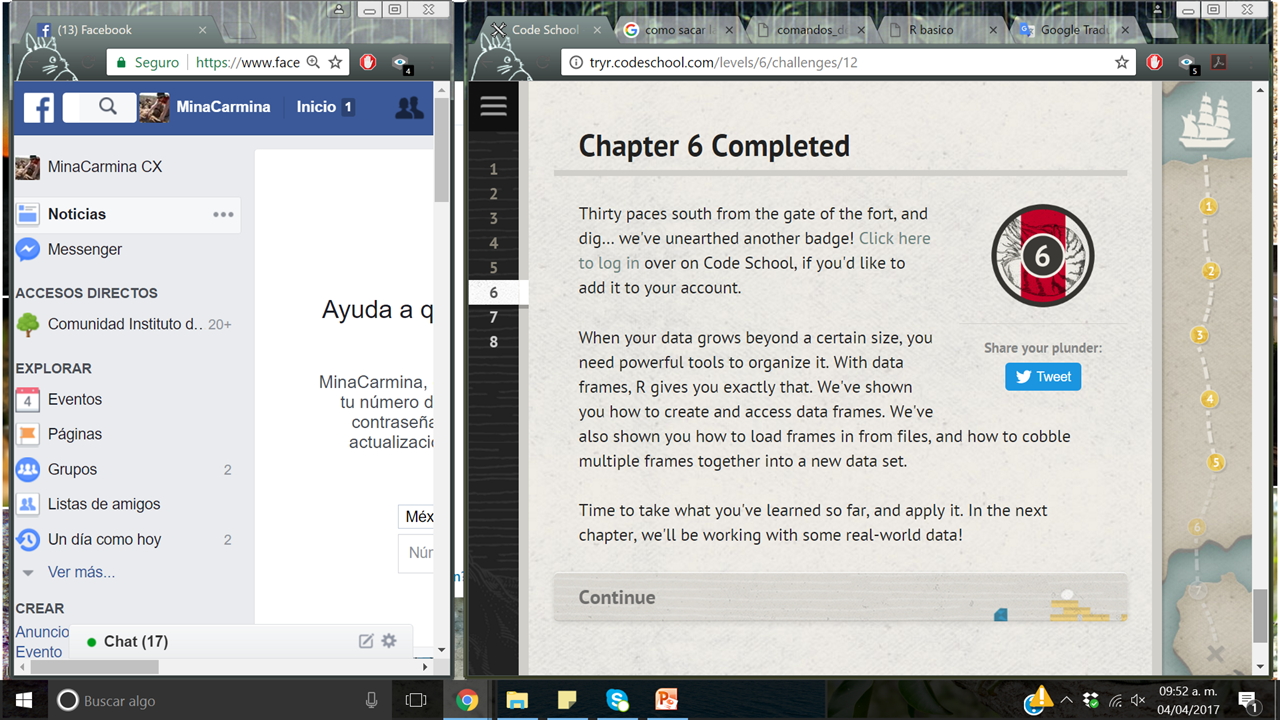 (13) Facebook
Seguro
https://www.face
4
MinaCarmina
Inicio 1
MinaCarmina CX
Noticias
Messenger
ACCESOS DIRECTOS
Comunidad Instituto d.. 20+
EXPLORAR
4 Eventos
Páginas
Grupos 2
Listas de amigos
Un día como hoy 2
Ver más...
CREAR
Anuncio
Evento
Ayuda a q
MinaCarmina,
tu número d
contraseña
actualizacio
Méx
Núr
Chat (17)
Code School
como sacar
comandos_d
R basico
Google Trad
tryr.codeschool.com/levels/6/challenges/12
5
1
2
3
4
5
6
7
8
Chapter 6 Completed
Thirty paces south from the gate of the fort, and
dig... we've unearthed another badge! Click here
to log in over on Code School, if you'd like to
add it to your account.
6
Share your plunder:
Tweet
When your data grows beyond a certain size, you
need powerful tools to organize it. With data
frames, R gives you exactly that. We've shown
you how to create and access data frames. We've
also shown you how to load frames in from files, and how to cobble
multiple frames together into a new data set.
Time to take what you've learned so far, and apply it. In the next
chapter, we'll be working with some real-world data!
Continue
1
2
3
4
5
6
7
Buscar algo
09:52 a. m.
04/04/2017
1